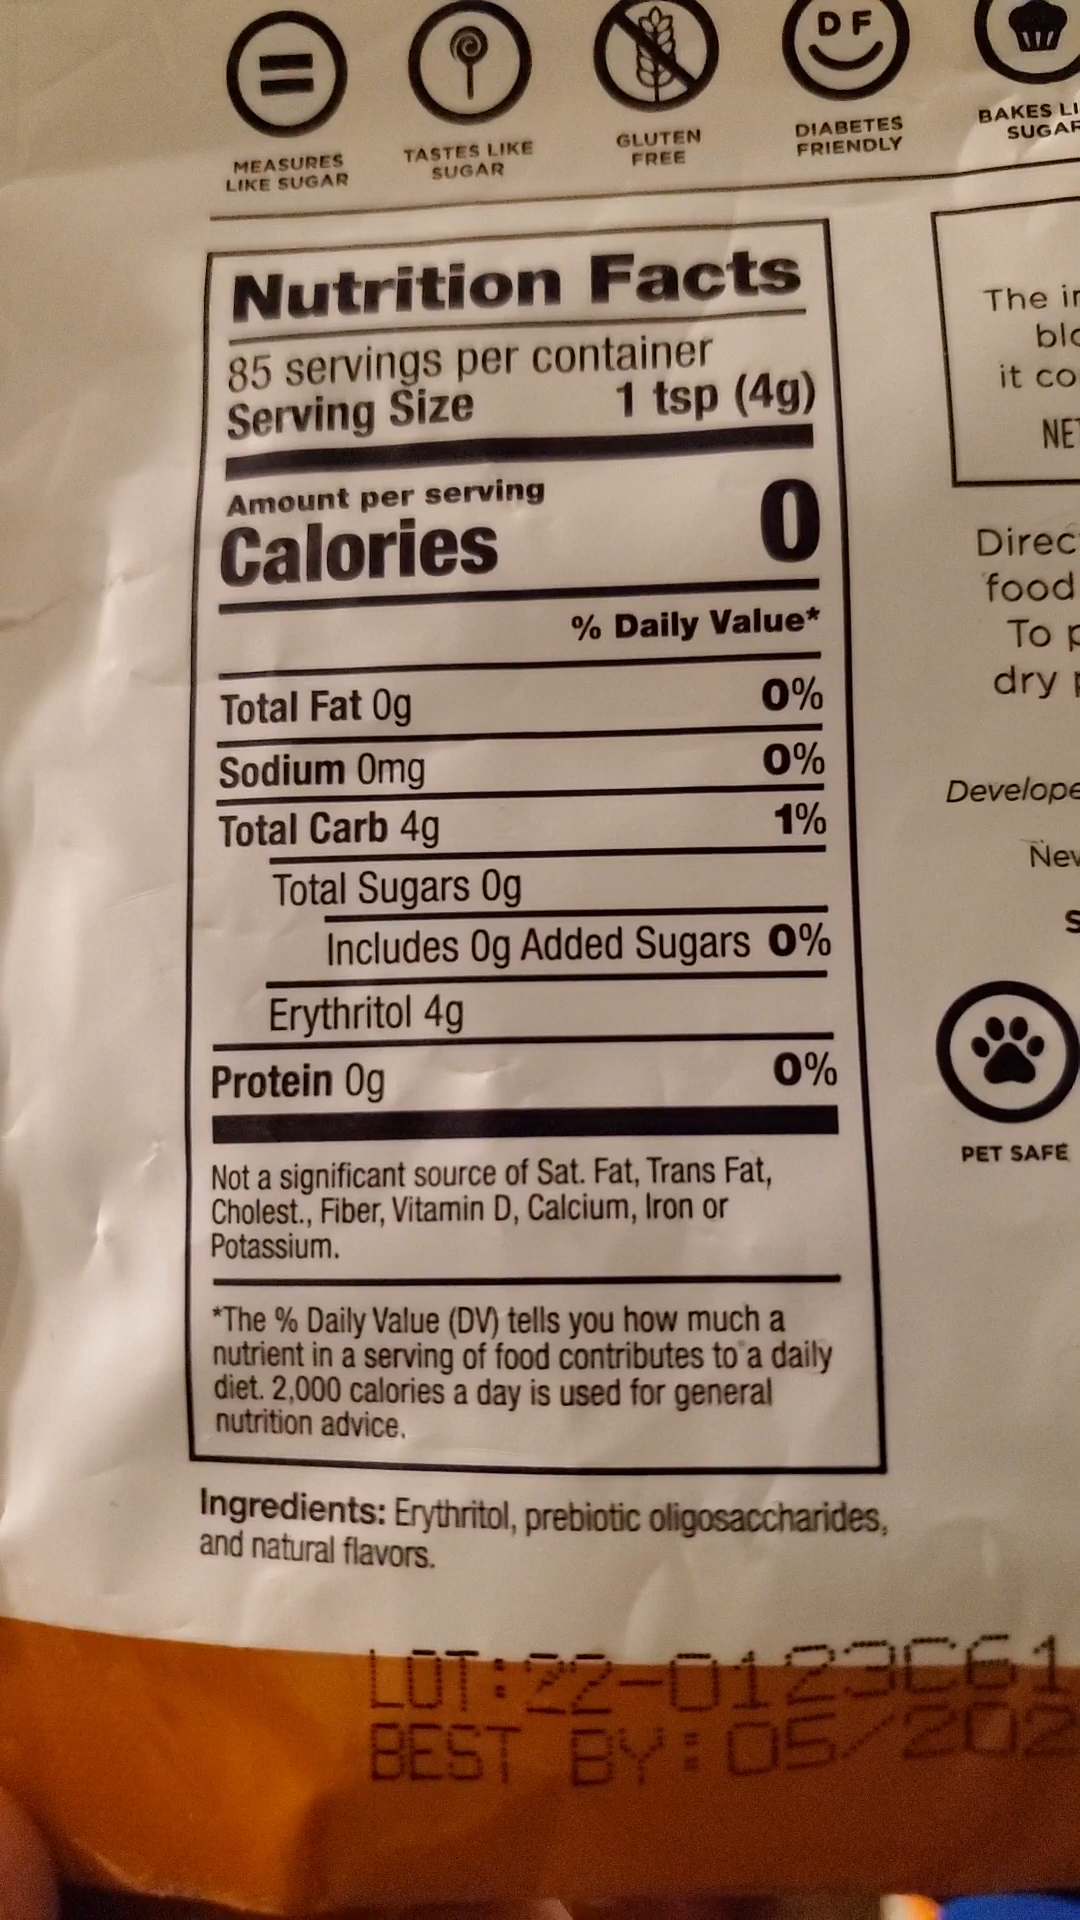 DF
MEASURES
LIKE SUGAR
TASTES LIKE
SUGAR
GLUTEN
FREE
DIABETES
FRIENDLY
BAKES LI
SUGAR
Nutrition Facts
85 servings per container
Serving Size 1 tsp (4g)
Amount per serving
Calories 0
% Daily Value*
Total Fat 0g 0%
Sodium 0mg 0%
Total Carb 4g 1%
Total Sugars 0g
Includes 0g Added Sugars 0%
Erythritol 4g
Protein 0g 0%
Not a significant source of Sat. Fat, Trans Fat,
Cholest., Fiber, Vitamin D, Calcium, Iron or
Potassium.
*The % Daily Value (DV) tells you how much a
nutrient in a serving of food contributes to a daily
diet. 2,000 calories a day is used for general
nutrition advice.
Ingredients: Erythritol, prebiotic oligosaccharides,
and natural flavors.
The
it co
NET
Direc
food
To p
dry
Develope
New
S
PET SAFE
LOT:22-0123C61
BEST BY:05/202